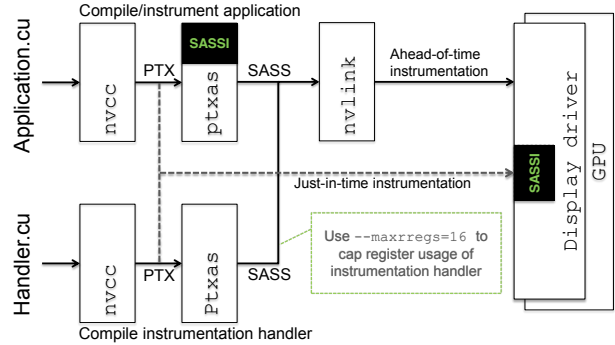 Compile/instrument application
Application.cu
nvcc
PTX
SASSI
ptxas
SASS
nvlink
Ahead-of-time
instrumentation
SASSI
Display driver
GPU
Just-in-time instrumentation
Handler.cu
nvcc
PTX
Ptxas
SASS
Use --maxrregs=16 to
cap register usage of
instrumentation handler
Compile instrumentation handler